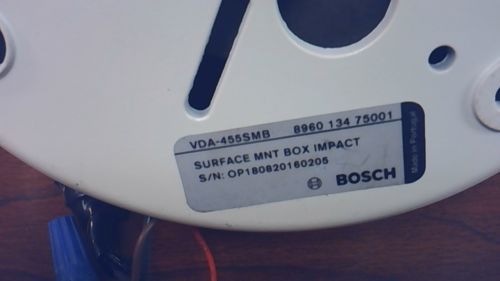 VDA-455SMB 8960 134 75001
SURFACE MNT BOX IMPACT
S/N: OP180820160205
BOSCH
Made in Portugal